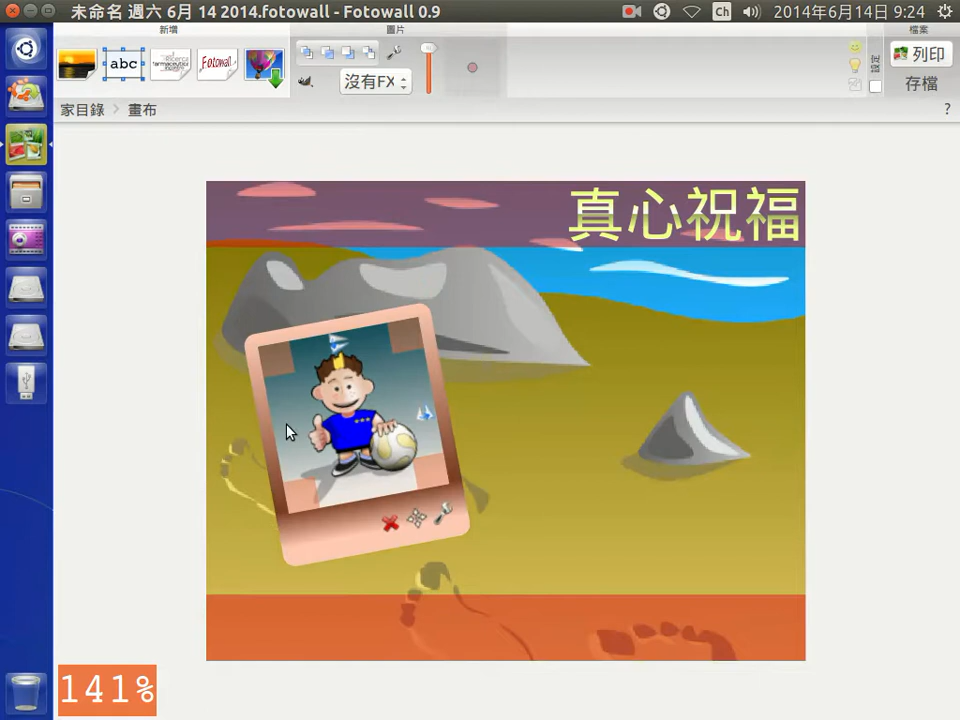 未命名 週六 6月 14 2014.fotowall - Fotowall 0.9
Ch
2014年6月14日 9:24
新增
圖片
檔案
abc
Fotowall
沒有FX
設定
列印
存檔
家目錄
畫布
?
真心祝福
141%